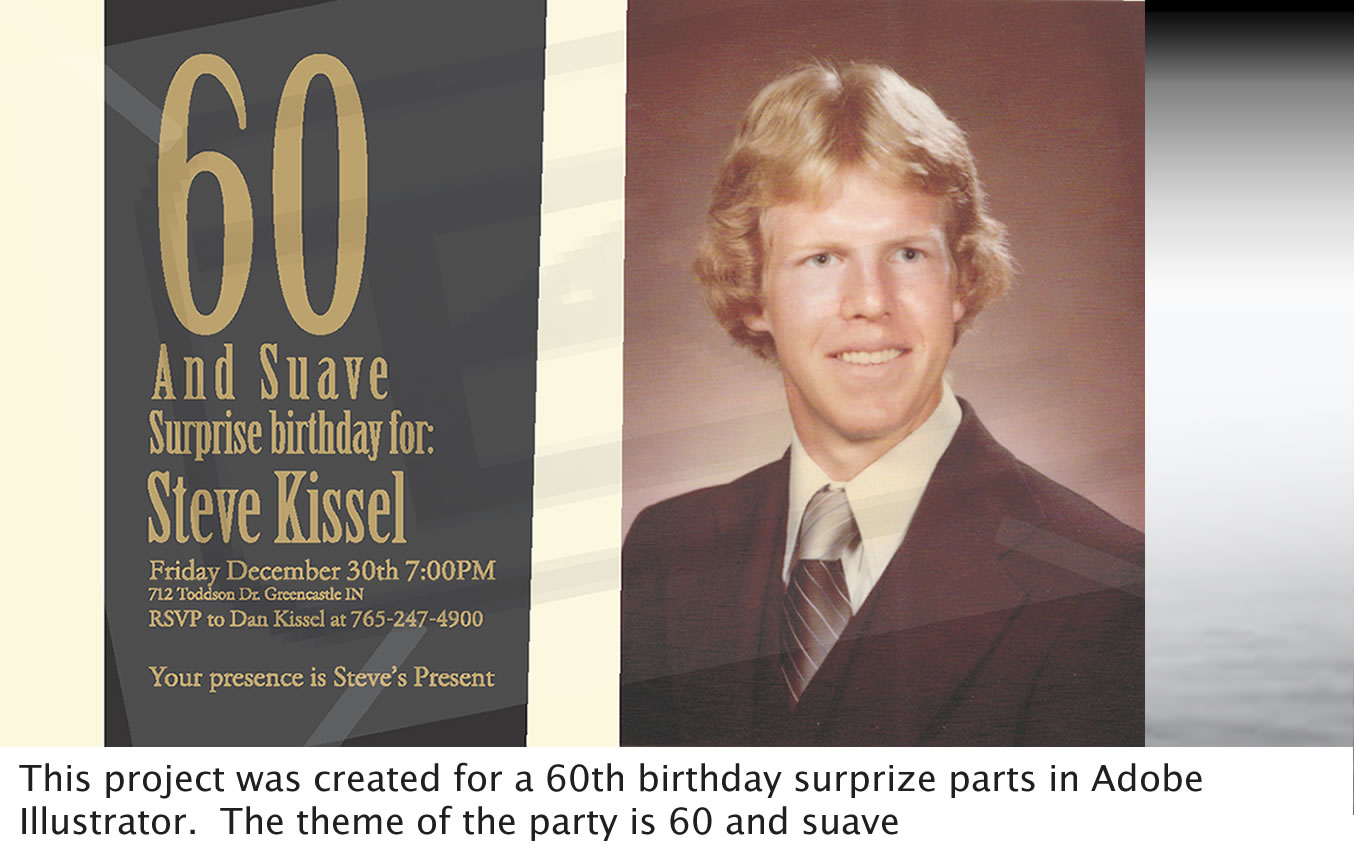 60
And Suave
Surprise birthday for:
Steve Kissel
Friday December 30th 7:00PM
712 Toddson Dr. Greencastle IN
RSVP to Dan Kissel at 765-247-4900
Your presence is Steve's Present
This project was created for a 60th birthday surprize parts in Adobe
Illustrator.  The theme of the party is 60 and suave